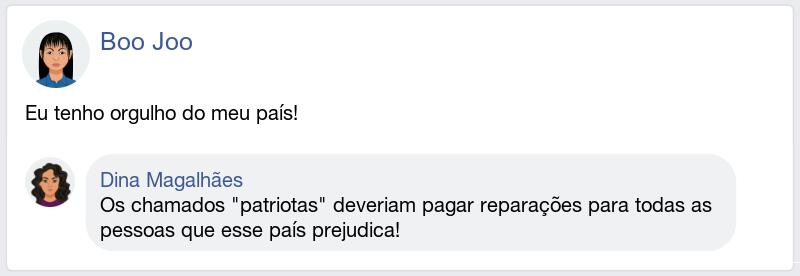 Boo Joo
Eu tenho orgulho do meu país!
Dina Magalhães
Os chamados "patriotas" deveriam pagar reparações para todas as
pessoas que esse país prejudica!